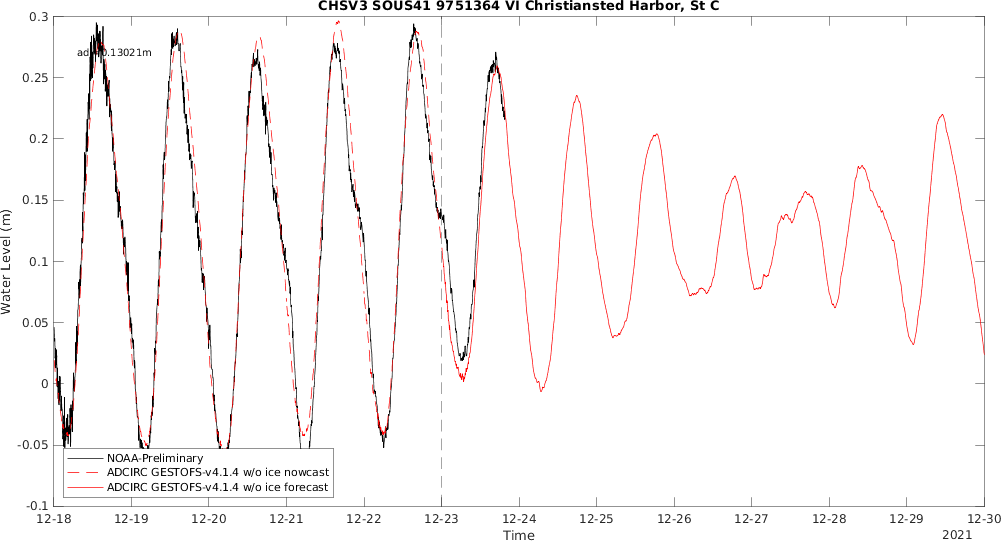 CHSV3 SOUS41 9751364 VI Christiansted Harbor, St C
0.3
0.25
0.2
0.15
0.1
0.05
0
-0.05
-0.1
Water Level (m)
0.13021m
NOAA-Preliminary
ADCIRC GESTOFS-v4.1.4 w/o ice nowcast
ADCIRC GESTOFS-v4.1.4 w/o ice forecast
12-18 12-19 12-20 12-21 12-22 12-23 12-24 12-25 12-26 12-27 12-28 12-29 12-30
Time
2021